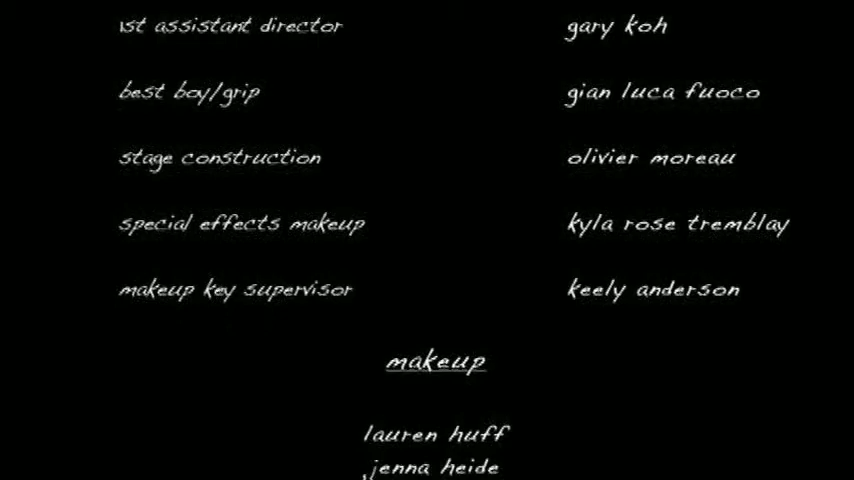 1st assistant director gary koh
best boy/grip gian luca fuoco
stage construction olivier moreau
special effects makeup kyla rose tremblay
makeup key supervisor keely anderson
makeup
lauren huff
jenna heide